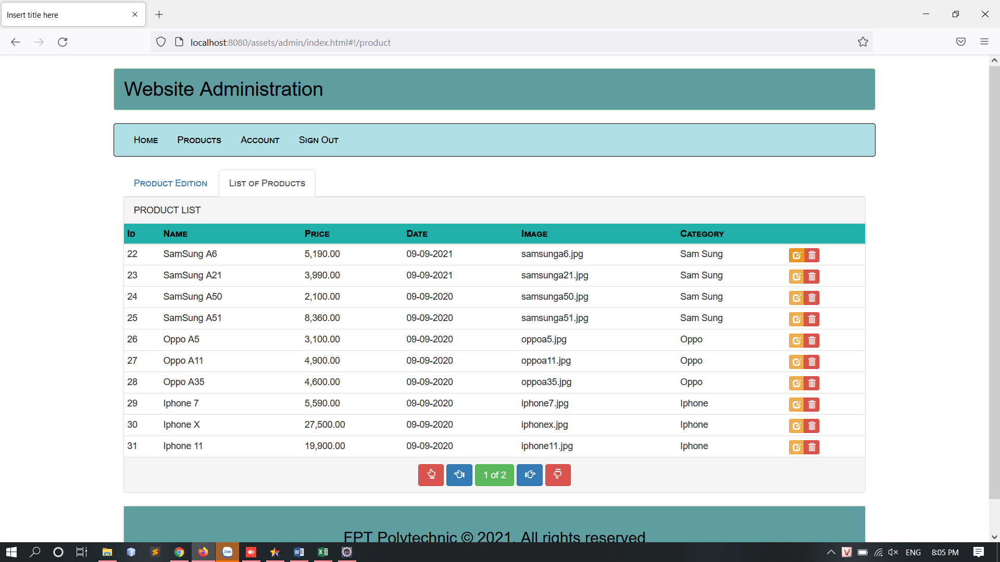 Insert title here
localhost:8080/assets/admin/index.html#!/product
Website Administration
Home Products Account Sign Out
Product Edition List of Products
PRODUCT LIST
Id Name Price Date Image Category
22 SamSung A6 5,190.00 09-09-2021 samsunga6.jpg Sam Sung
23 SamSung A21 3,990.00 09-09-2021 samsunga21.jpg Sam Sung
24 SamSung A50 2,100.00 09-09-2020 samsunga50.jpg Sam Sung
25 SamSung A51 8,360.00 09-09-2020 samsunga51.jpg Sam Sung
26 Oppo A5 3,100.00 09-09-2020 oppoa5.jpg Oppo
27 Oppo A11 4,900.00 09-09-2020 oppoa11.jpg Oppo
28 Oppo A35 4,600.00 09-09-2020 oppoa35.jpg Oppo
29 Iphone 7 5,590.00 09-09-2020 iphone7.jpg Iphone
30 Iphone X 27,500.00 09-09-2020 iphonex.jpg Iphone
31 Iphone 11 19,900.00 09-09-2020 iphone11.jpg Iphone
1 of 2
FPT Polytechnic © 2021. All rights reserved
Zalo
V ENG 8:05 PM